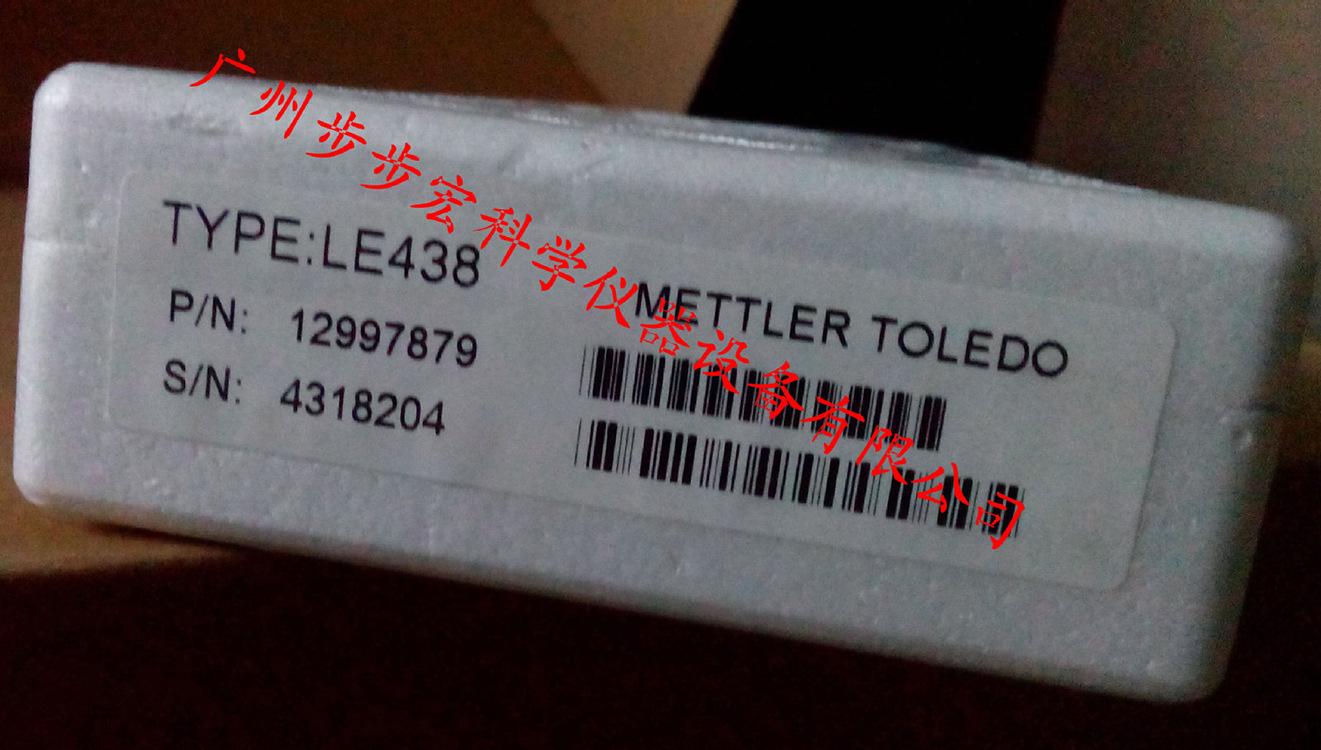 广州步步宏科学仪器设备有限公司
TYPE:LE438
P/N: 12997879
S/N: 4318204
METTLER TOLEDO